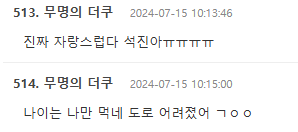 513. 무명의 더쿠 2024-07-15 10:13:46
진짜 자랑스럽다 석진아ㅠㅠㅠㅠ
514. 무명의 더쿠 2024-07-15 10:15:00
나이는 나만 먹네 도로 어려졌어 ㄱㅇㅇ